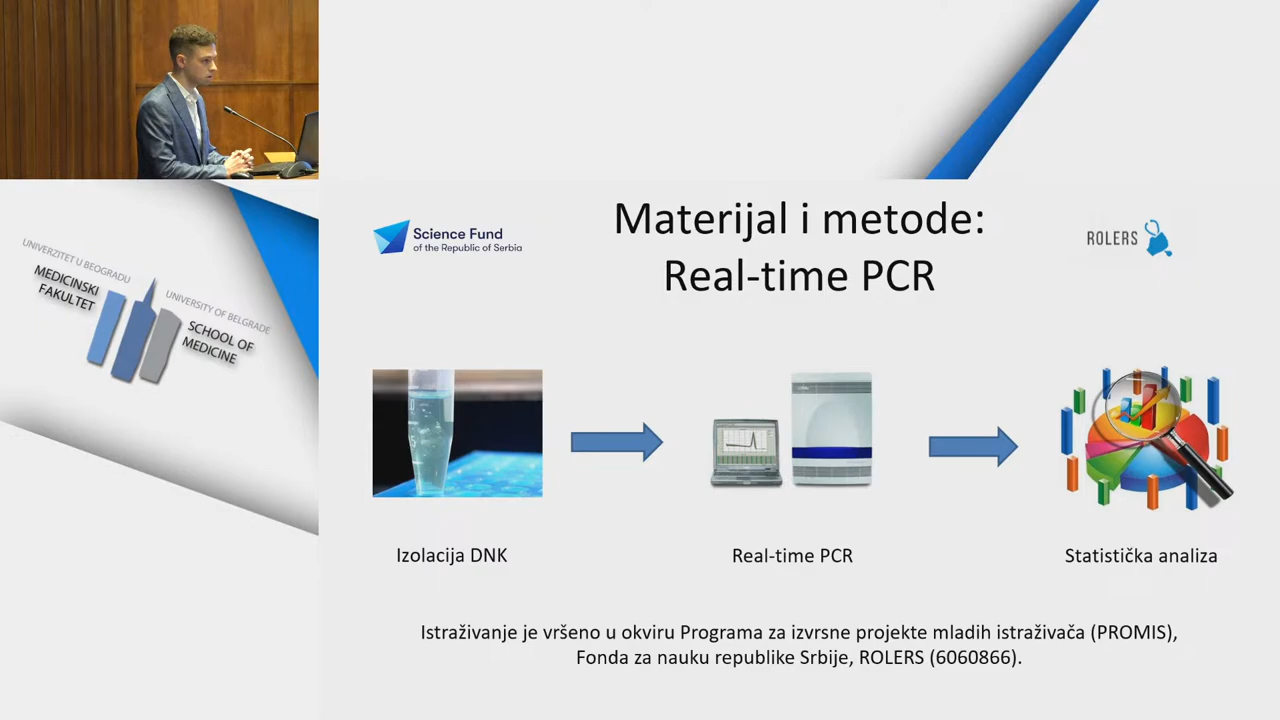 UNIVERZITET U BEOGRADU
MEDICINSKI
FAKULTET
UNIVERSITY OF BELGRADE
SCHOOL OF
MEDICINE
Science Fund
of the Republic of Serbia
Materijal i metode:
Real-time PCR
ROLERS
Izolacija DNK
Real-time PCR
Statistička analiza
Istraživanje je vršeno u okviru Programa za izvrsne projekte mladih istraživača (PROMIS),
Fonda za nauku republike Srbije, ROLERS (6060866).